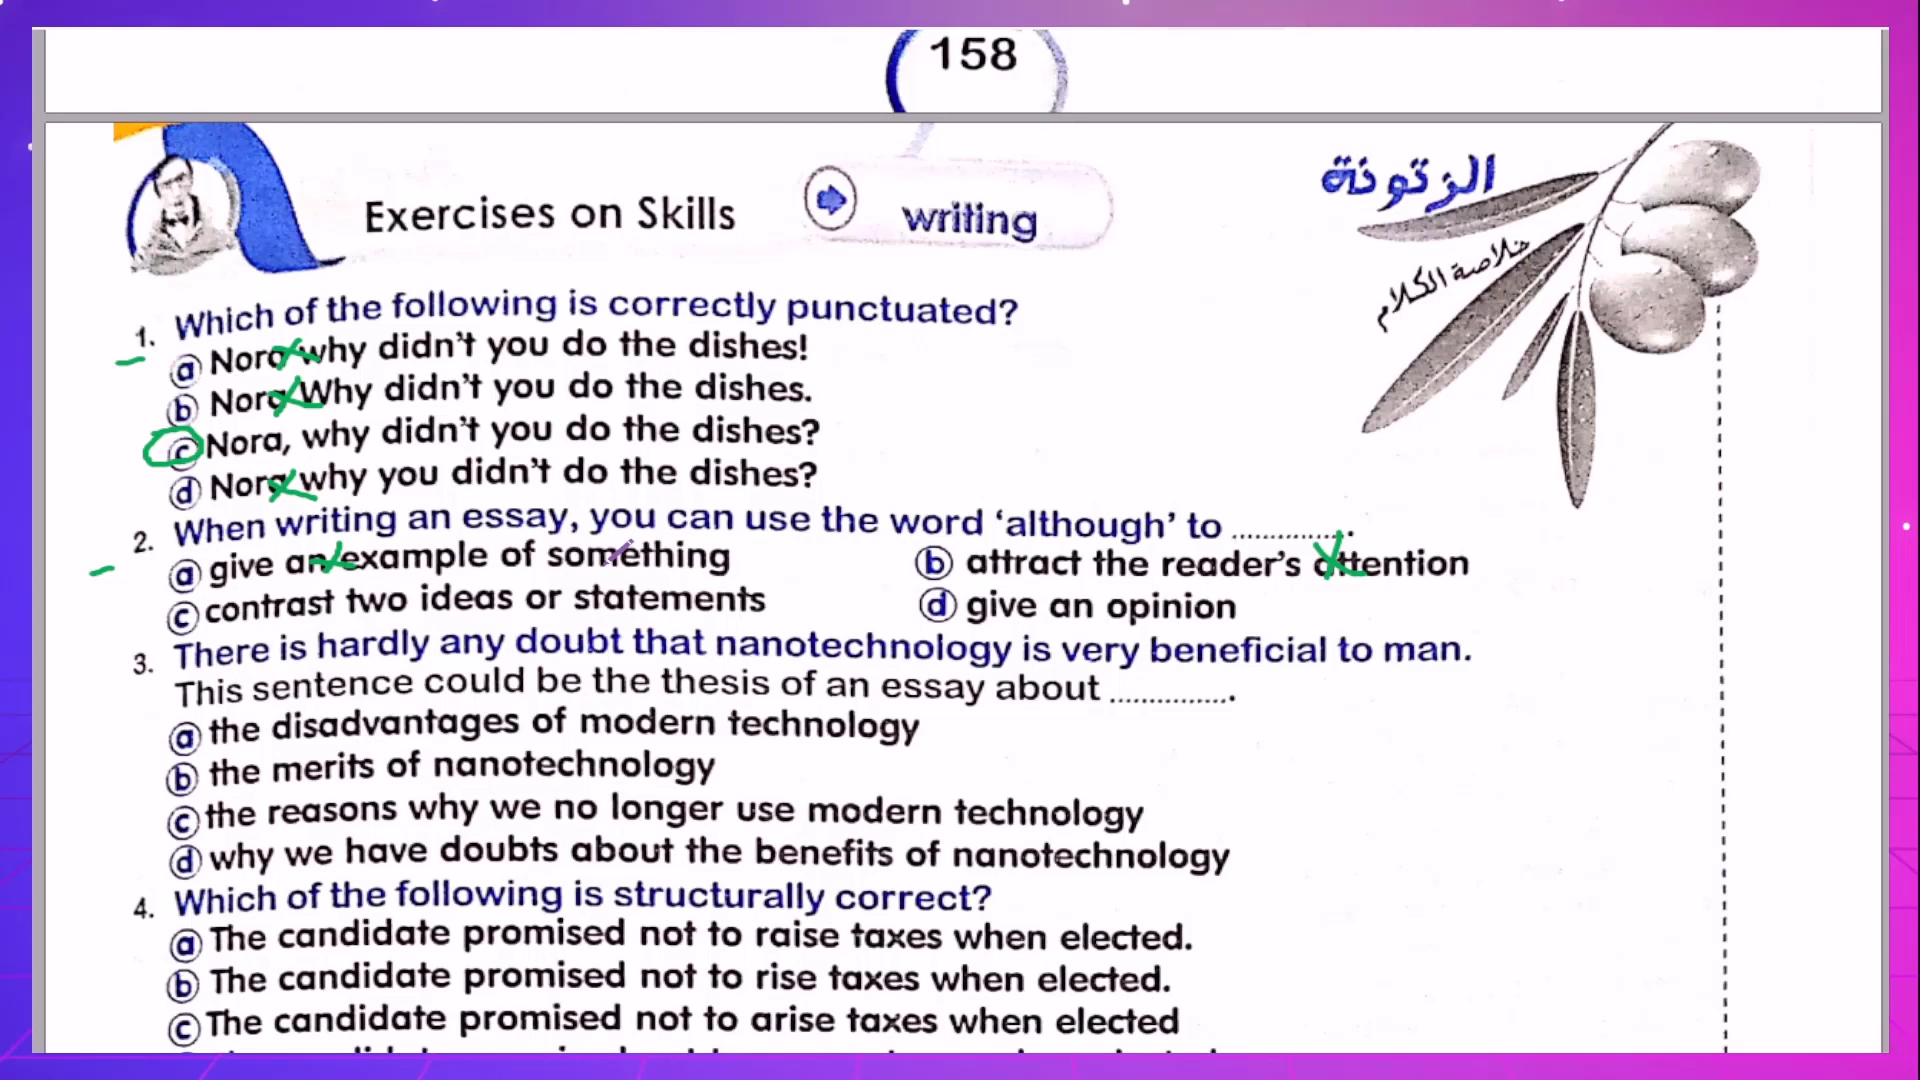 158
Exercises on Skills
writing
الزتونة
خلاصة الكلام
1. Which of the following is correctly punctuated?
a Nora why didn't you do the dishes!
b Nora Why didn't you do the dishes.
c Nora, why didn't you do the dishes?
d Nora why you didn't do the dishes?
2. When writing an essay, you can use the word ‘although’ to ...............
a give an example of something
b attract the reader's attention
c contrast two ideas or statements
d give an opinion
3. There is hardly any doubt that nanotechnology is very beneficial to man.
This sentence could be the thesis of an essay about ...............
a the disadvantages of modern technology
b the merits of nanotechnology
c the reasons why we no longer use modern technology
d why we have doubts about the benefits of nanotechnology
4. Which of the following is structurally correct?
a The candidate promised not to raise taxes when elected.
b The candidate promised not to rise taxes when elected.
c The candidate promised not to arise taxes when elected